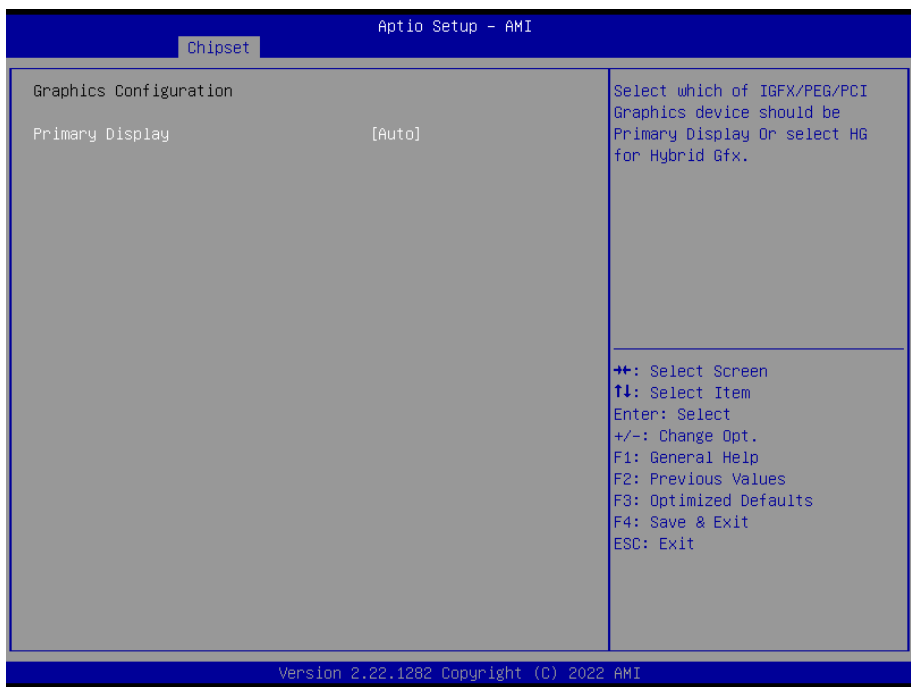 Aptio Setup – AMI
Chipset
Graphics Configuration
Primary Display [Auto]
Select which of IGFX/PEG/PCI
Graphics device should be
Primary Display Or select HG
for Hybrid Gfx.
→←: Select Screen
↑↓: Select Item
Enter: Select
+/-: Change Opt.
F1: General Help
F2: Previous Values
F3: Optimized Defaults
F4: Save & Exit
ESC: Exit
Version 2.22.1282 Copyright (C) 2022 AMI